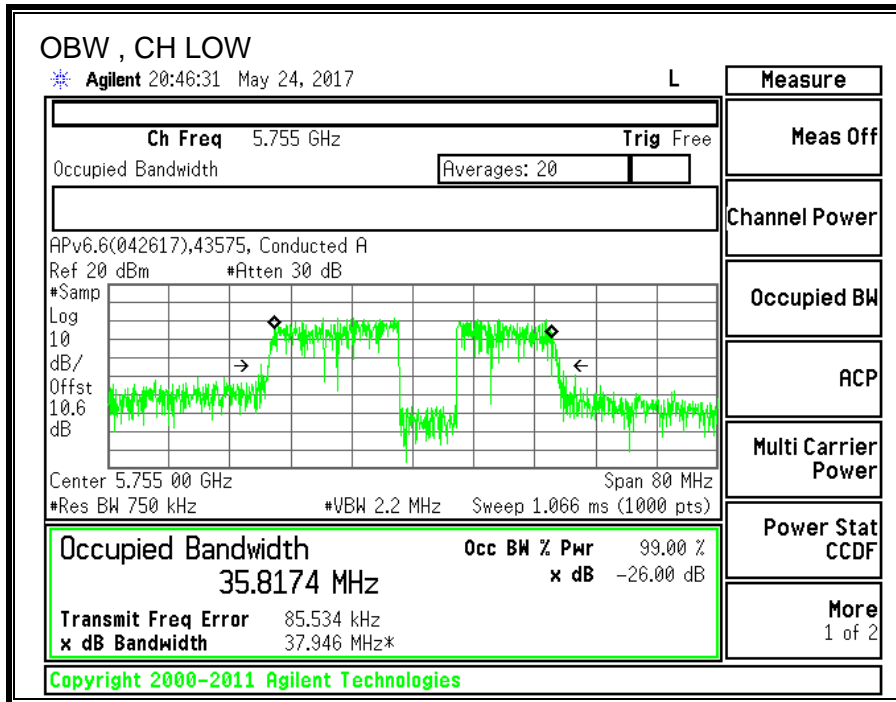 OBW , CH LOW
Agilent 20:46:31 May 24, 2017 L
Measure
Ch Freq 5.755 GHz Trig Free
Meas Off
Occupied Bandwidth Averages: 20
Channel Power
APv6.6(042617),43575, Conducted A
Ref 20 dBm #Atten 30 dB
#Samp
Log
10
dB/
Offst
10.6
dB
Occupied BW
ACP
Center 5.755 00 GHz Span 80 MHz
#Res BW 750 kHz #VBW 2.2 MHz Sweep 1.066 ms (1000 pts)
Multi Carrier
Power
Occupied Bandwidth Occ BW % Pwr 99.00 %
35.8174 MHz x dB -26.00 dB
Power Stat
CCDF
Transmit Freq Error 85.534 kHz
x dB Bandwidth 37.946 MHz*
More
1 of 2
Copyright 2000-2011 Agilent Technologies